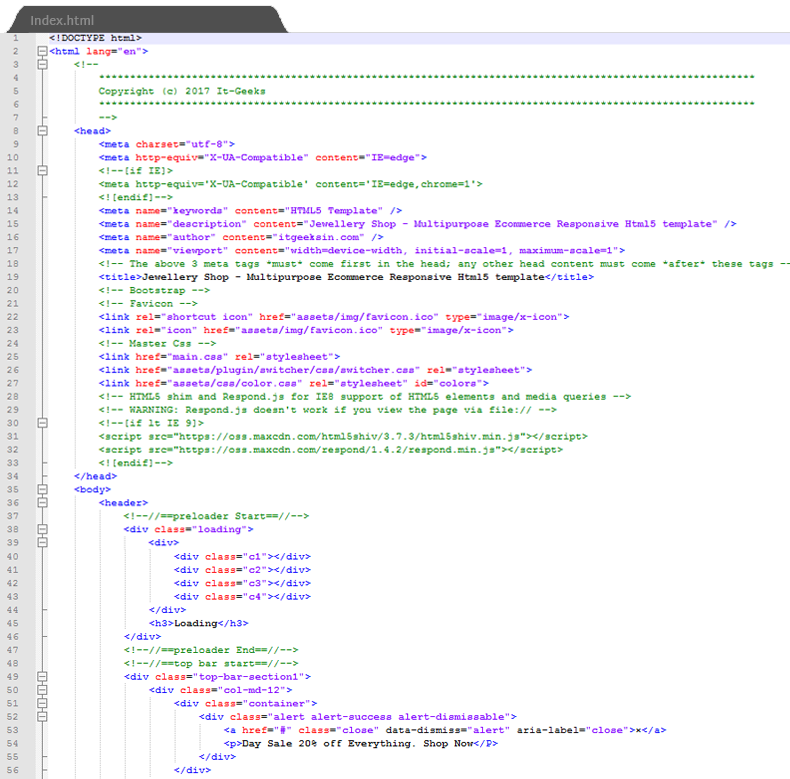 Index.html
1 <!DOCTYPE html>
2 <html lang="en">
3 <!--
4 **********************************************************************************************************
5 Copyright (c) 2017 It-Geeks
6 **********************************************************************************************************
7 -->
8 <head>
9 <meta charset="utf-8">
10 <meta http-equiv="X-UA-Compatible" content="IE=edge">
11 <!--[if IE]>
12 <meta http-equiv='X-UA-Compatible' content='IE=edge,chrome=1'>
13 <![endif]-->
14 <meta name="keywords" content="HTML5 Template" />
15 <meta name="description" content="Jewellery Shop - Multipurpose Ecommerce Responsive Html5 template" />
16 <meta name="author" content="itgeeksin.com" />
17 <meta name="viewport" content="width=device-width, initial-scale=1, maximum-scale=1">
18 <!-- The above 3 meta tags *must* come first in the head; any other head content must come *after* these tags --
19 <title>Jewellery Shop - Multipurpose Ecommerce Responsive Html5 template</title>
20 <!-- Bootstrap -->
21 <!-- Favicon -->
22 <link rel="shortcut icon" href="assets/img/favicon.ico" type="image/x-icon">
23 <link rel="icon" href="assets/img/favicon.ico" type="image/x-icon">
24 <!-- Master Css -->
25 <link href="main.css" rel="stylesheet">
26 <link href="assets/plugin/switcher/css/switcher.css" rel="stylesheet">
27 <link href="assets/css/color.css" rel="stylesheet" id="colors">
28 <!-- HTML5 shim and Respond.js for IE8 support of HTML5 elements and media queries -->
29 <!-- WARNING: Respond.js doesn't work if you view the page via file:// -->
30 <!--[if lt IE 9]>
31 <script src="https://oss.maxcdn.com/html5shiv/3.7.3/html5shiv.min.js"></script>
32 <script src="https://oss.maxcdn.com/respond/1.4.2/respond.min.js"></script>
33 <![endif]-->
34 </head>
35 <body>
36 <header>
37 <!--//==preloader Start==//-->
38 <div class="loading">
39 <div>
40 <div class="c1"></div>
41 <div class="c2"></div>
42 <div class="c3"></div>
43 <div class="c4"></div>
44 </div>
45 <h3>Loading</h3>
46 </div>
47 <!--//==preloader End==//-->
48 <!--//==top bar start==//-->
49 <div class="top-bar-section1">
50 <div class="col-md-12">
51 <div class="container">
52 <div class="alert alert-success alert-dismissable">
53 <a href="#" class="close" data-dismiss="alert" aria-label="close">×</a>
54 <p>Day Sale 20% off Everything. Shop Now</P>
55 </div>
56 </div>